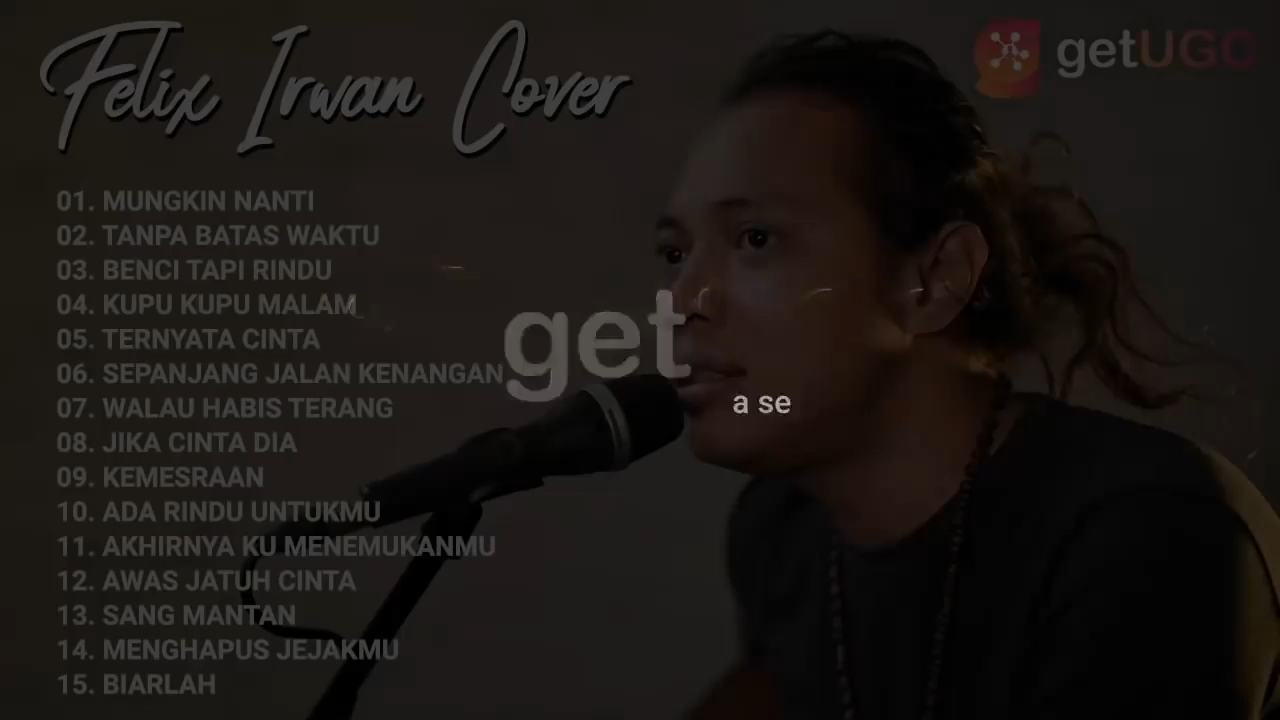 Felix Irwan Cover
getUGC
01. MUNGKIN NANTI
02. TANPA BATAS WAKTU
03. BENCI TAPI RINDU
04. KUPU KUPU MALAM
05. TERNYATA CINTA
06. SEPANJANG JALAN KENANGAN
07. WALAU HABIS TERANG
08. JIKA CINTA DIA
09. KEMESRAAN
10. ADA RINDU UNTUKMU
11. AKHIRNYA KU MENEMUKANMU
12. AWAS JATUH CINTA
13. SANG MANTAN
14. MENGHAPUS JEJAKMU
15. BIARLAH
get
a se